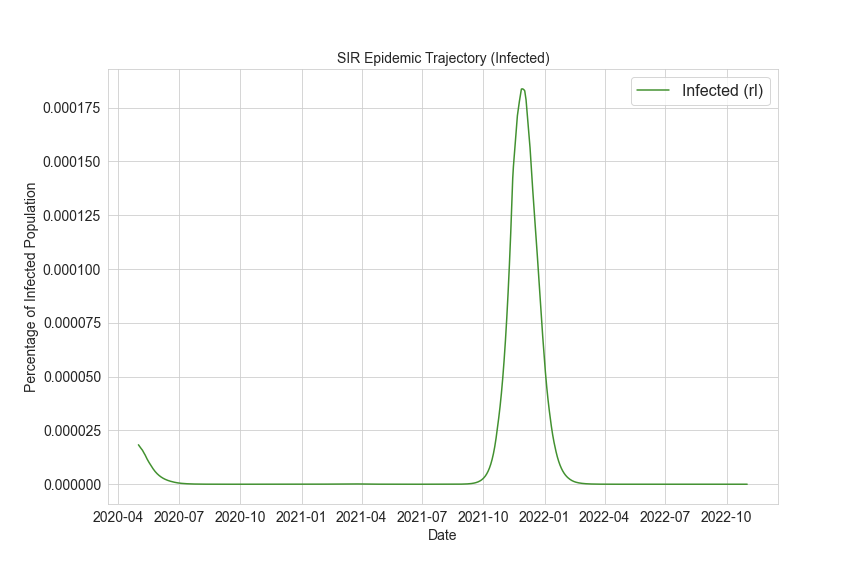 SIR Epidemic Trajectory (Infected)
Infected (rI)
Percentage of Infected Population
0.000175
0.000150
0.000125
0.000100
0.000075
0.000050
0.000025
0.000000
2020-04 2020-07 2020-10 2021-01 2021-04 2021-07 2021-10 2022-01 2022-04 2022-07 2022-10
Date